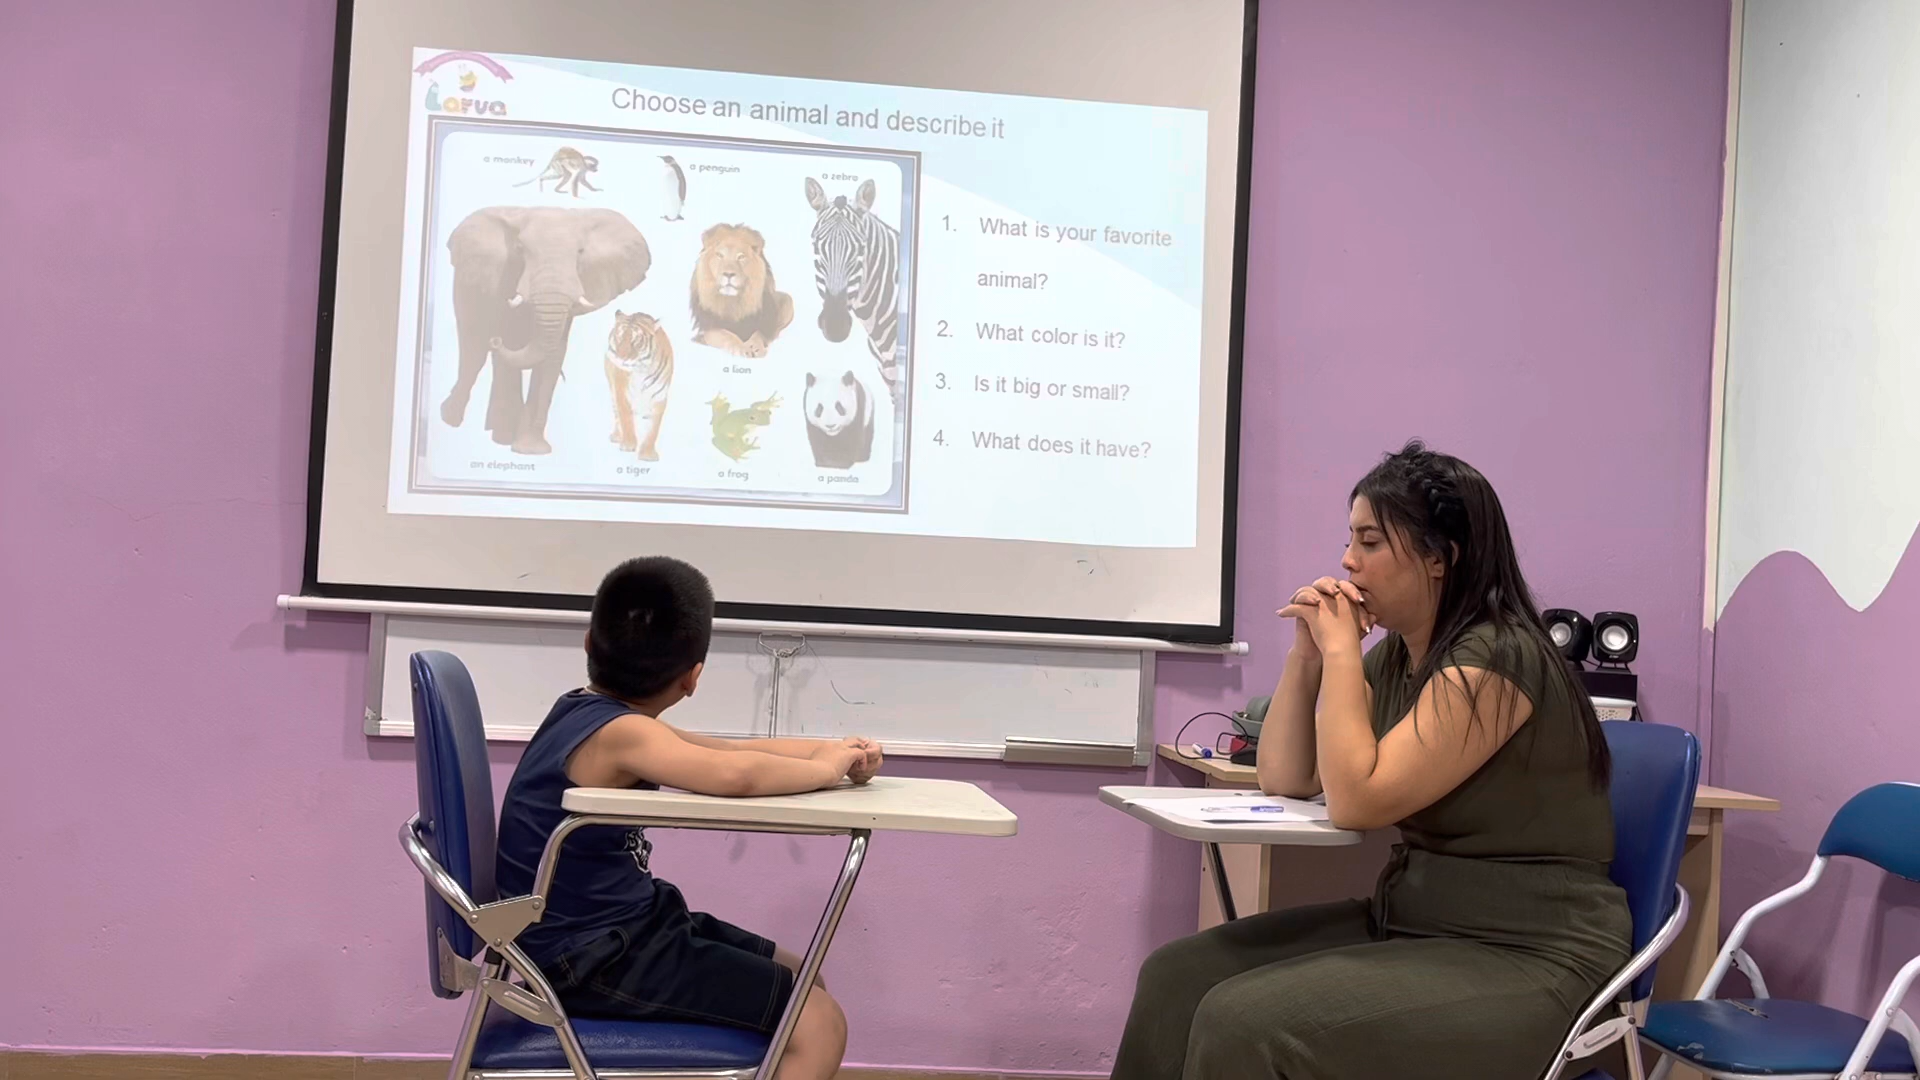 Larva
Choose an animal and describe it
a monkey
a penguin
a zebra
a lion
an elephant
a tiger
a frog
a panda
1. What is your favorite
animal?
2. What color is it?
3. Is it big or small?
4. What does it have?